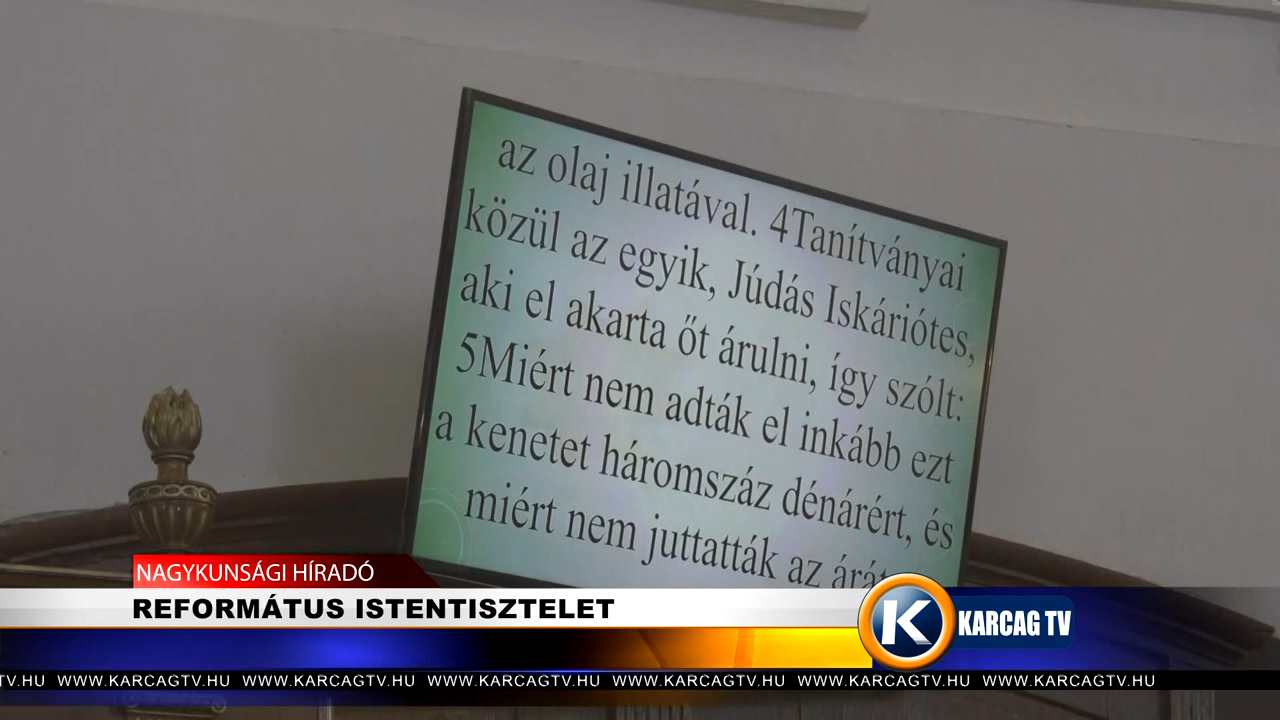 az olaj illatával. 4Tanítványai
közül az egyik, Júdás Iskáriótes,
aki el akarta őt árulni, így szólt:
5Miért nem adták el inkább ezt
a kenetet háromszáz dénárért, és
miért nem juttatták az
NAGYKUNSÁGI HÍRADÓ
REFORMÁTUS ISTENTISZTELET
K KARCAG TV
TV.HU WWW.KARCAGTV.HU WWW.KARCAGTV.HU WWW.KARCAGTV.HU WWW.KARCAGTV.HU WWW.KARCAGTV.HU WWW.KARCAGTV.HU